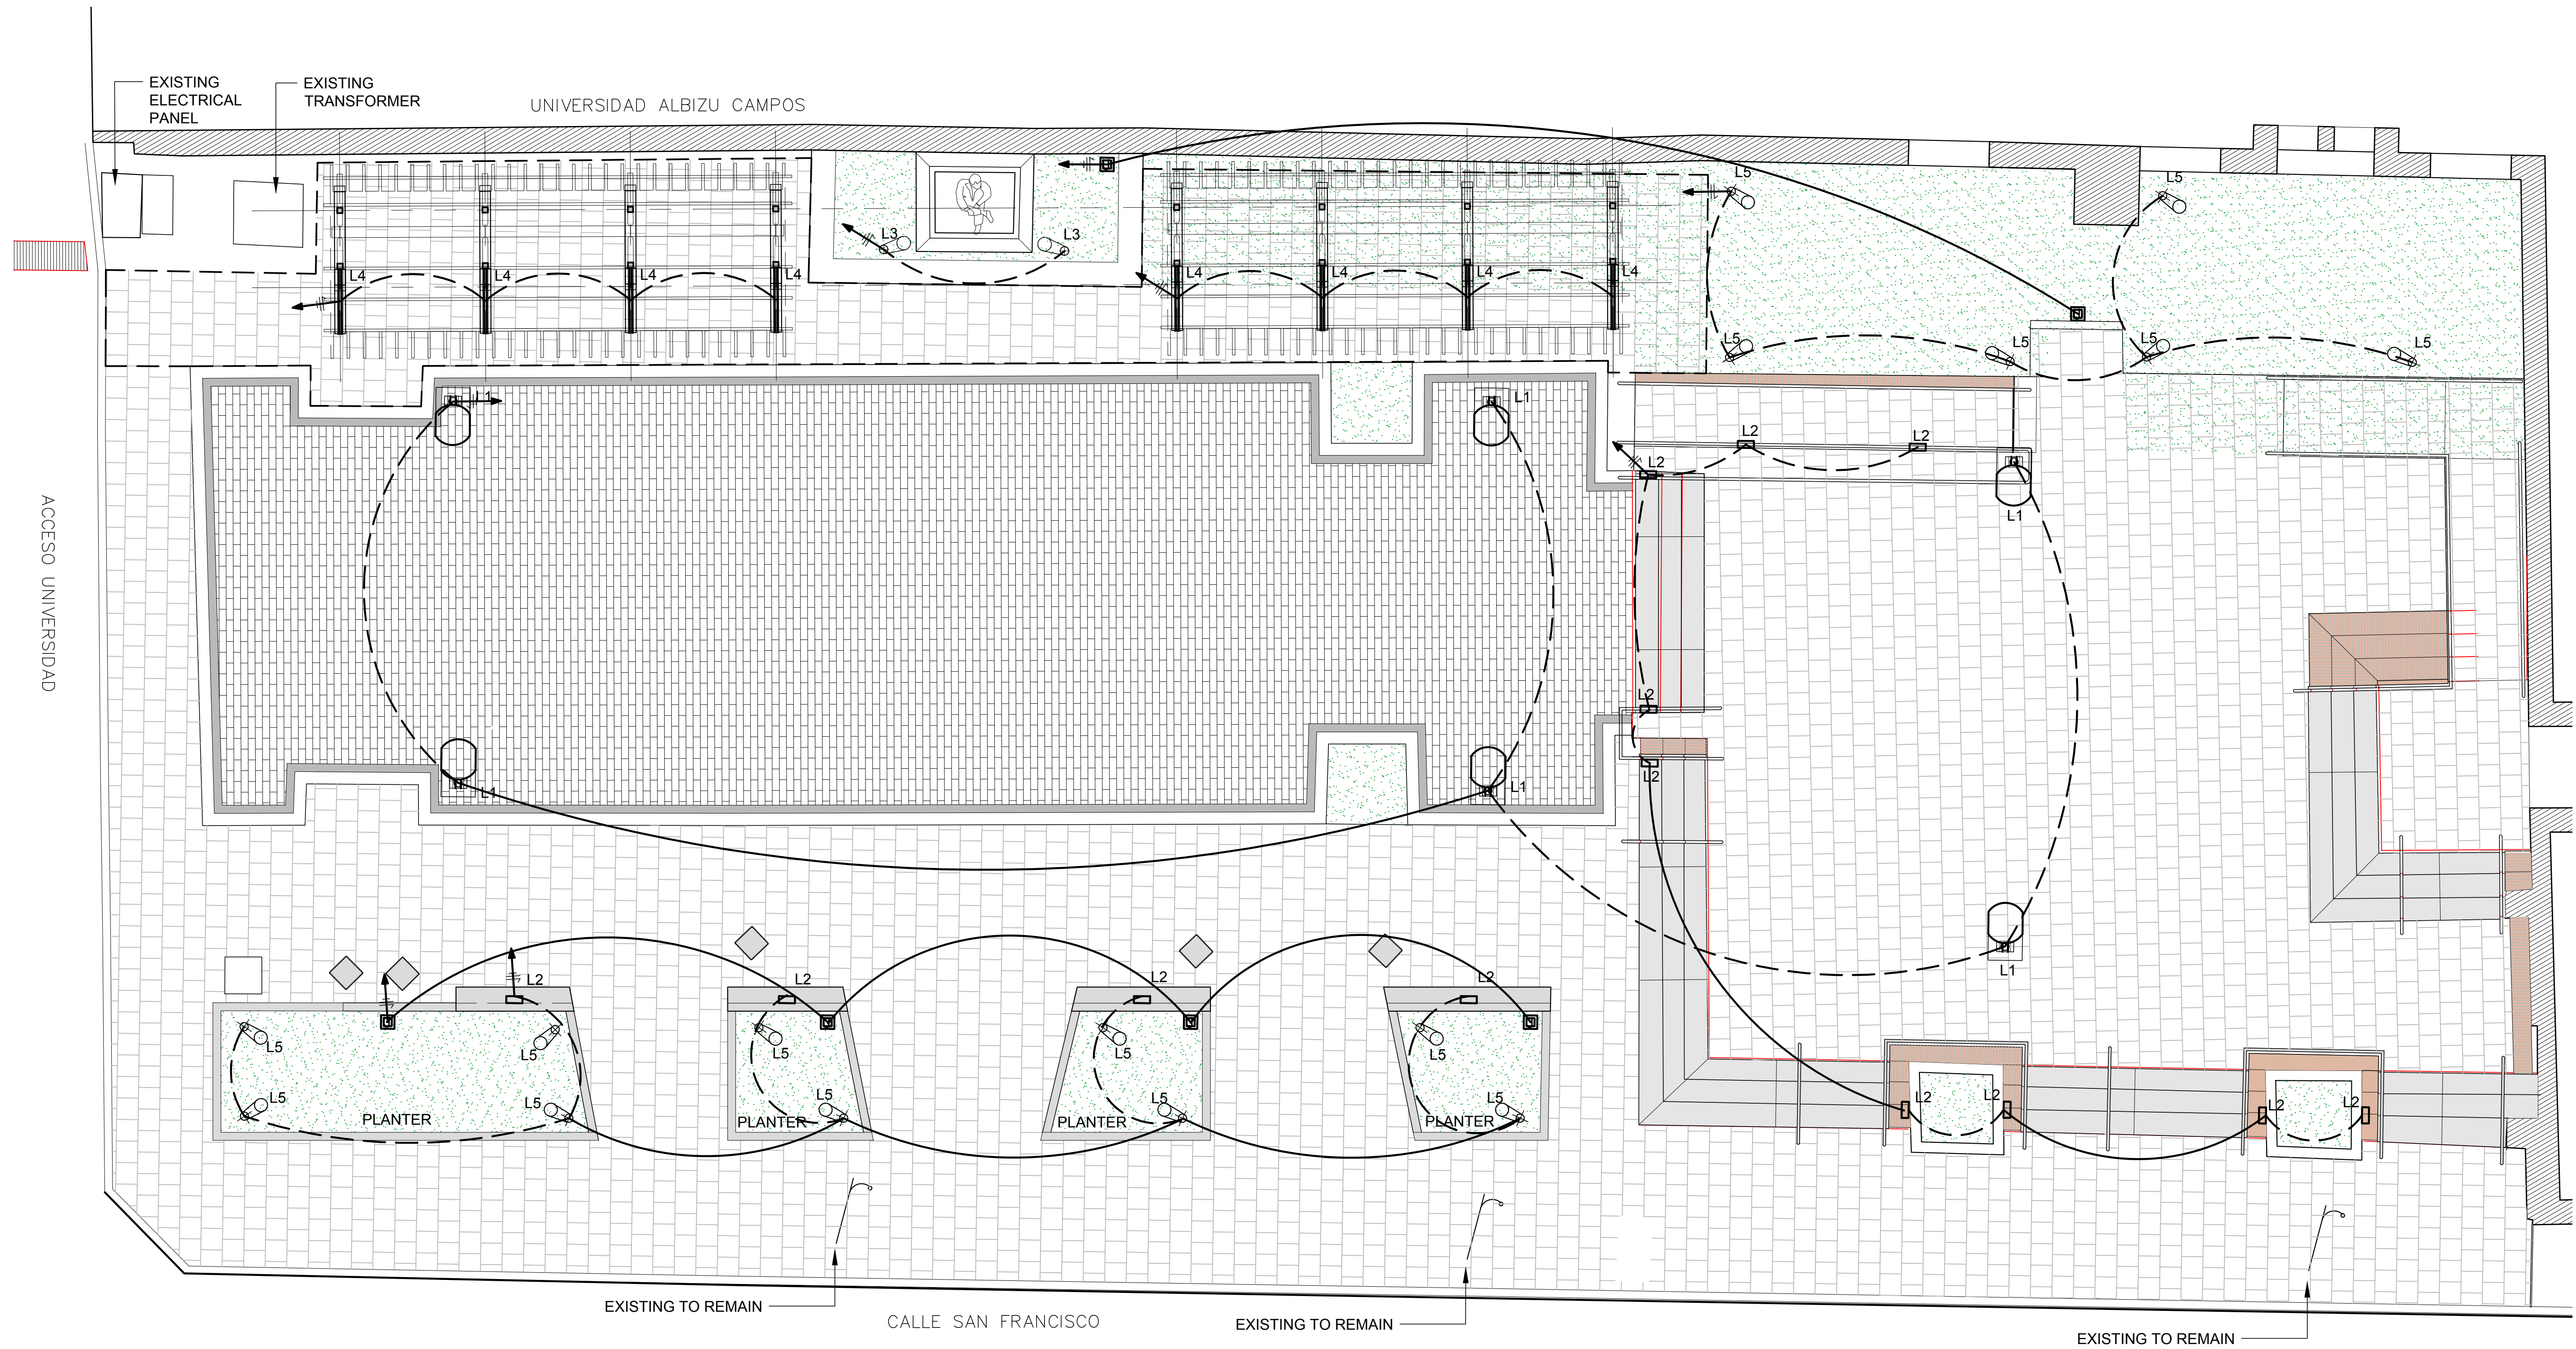 EXISTING
ELECTRICAL
PANEL
EXISTING
TRANSFORMER
UNIVERSIDAD ALBIZU CAMPOS
L5
L5
L3
L3
L4
L4
L4
L4
L4
L4
L4
L4
L5
L5
L5
L5
L1
L1
L2
L2
L2
L1
ACCESO UNIVERSIDAD
L2
L2
L1
L1
L1
L2
L2
L2
L2
L5
L5
L5
L5
L5
L5
L5
L5
L5
L5
L2
L2
L2
L2
PLANTER
PLANTER
PLANTER
PLANTER
EXISTING TO REMAIN
CALLE SAN FRANCISCO
EXISTING TO REMAIN
EXISTING TO REMAIN